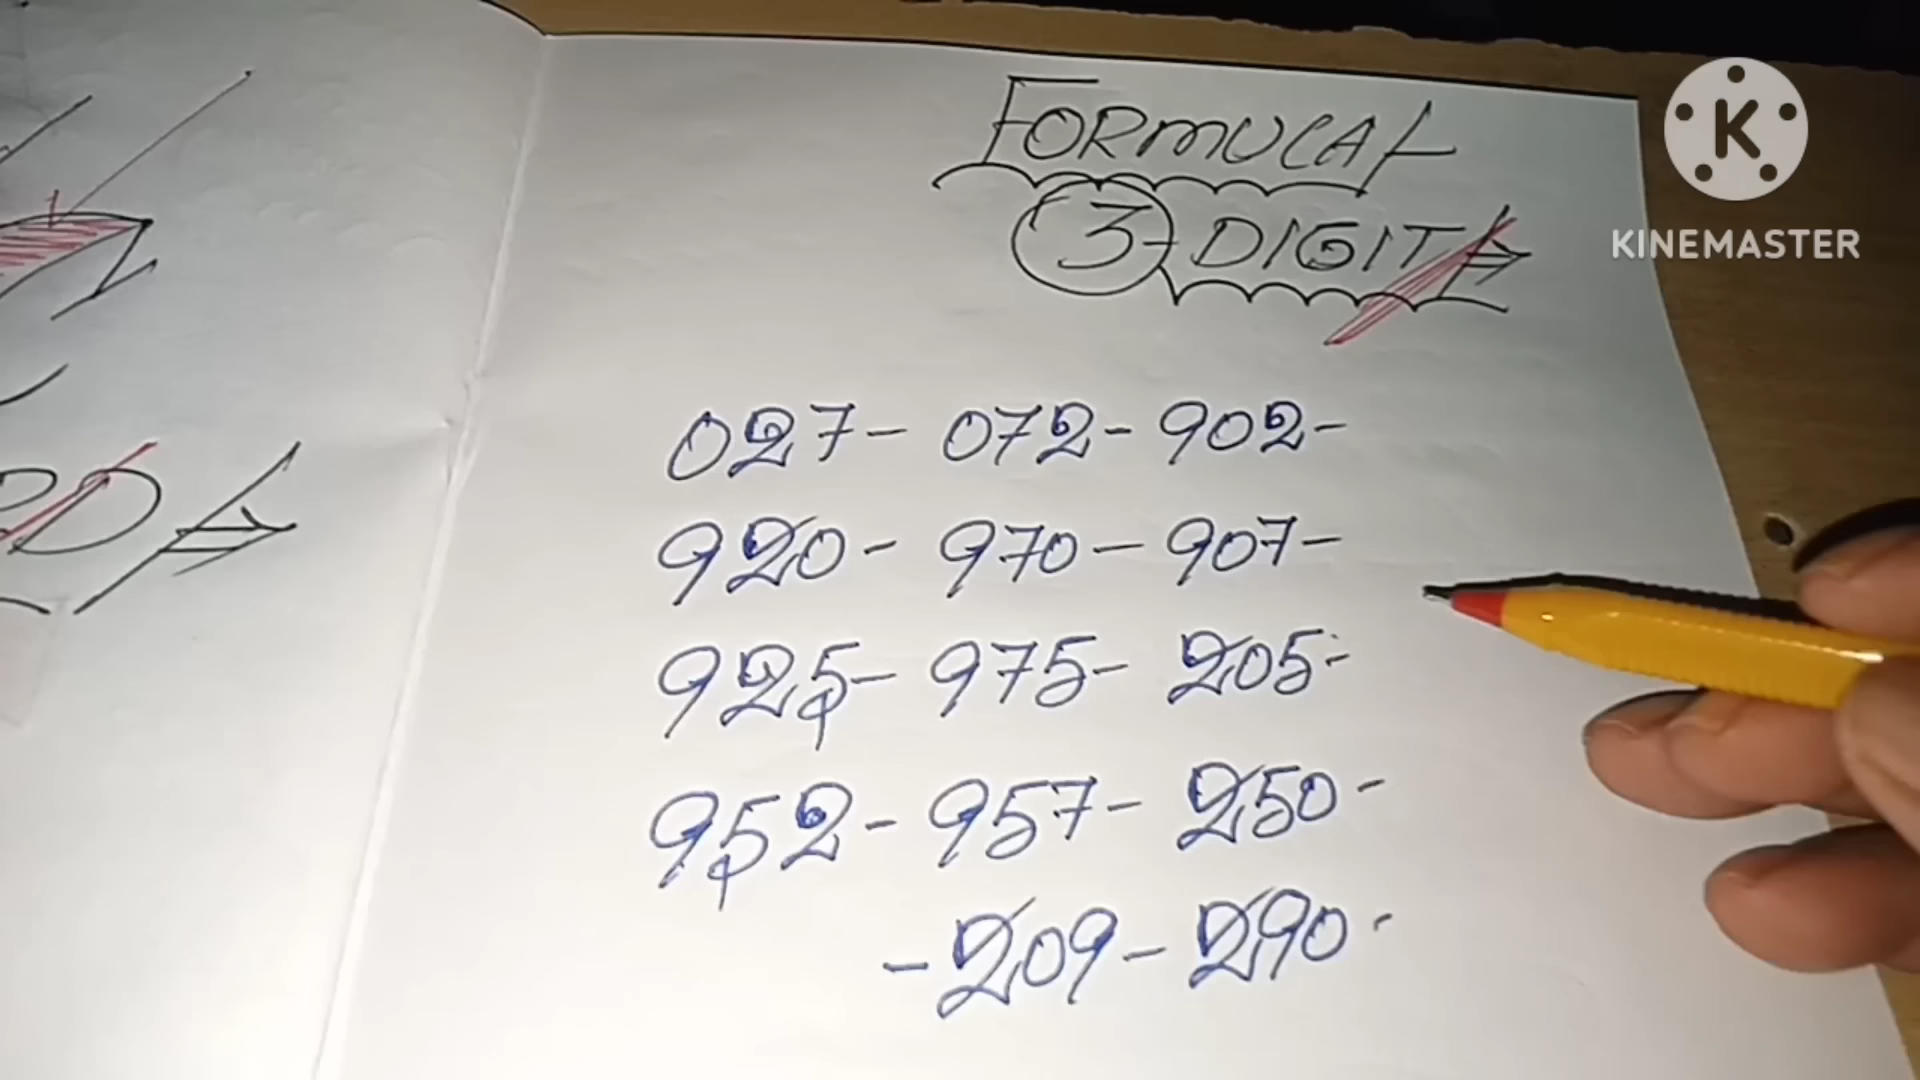 FORMULA
3-DIGIT
K
KINEMASTER
027- 072- 902-
920- 970- 907-
925- 975- 205-
952- 957- 250-
-209- 290-